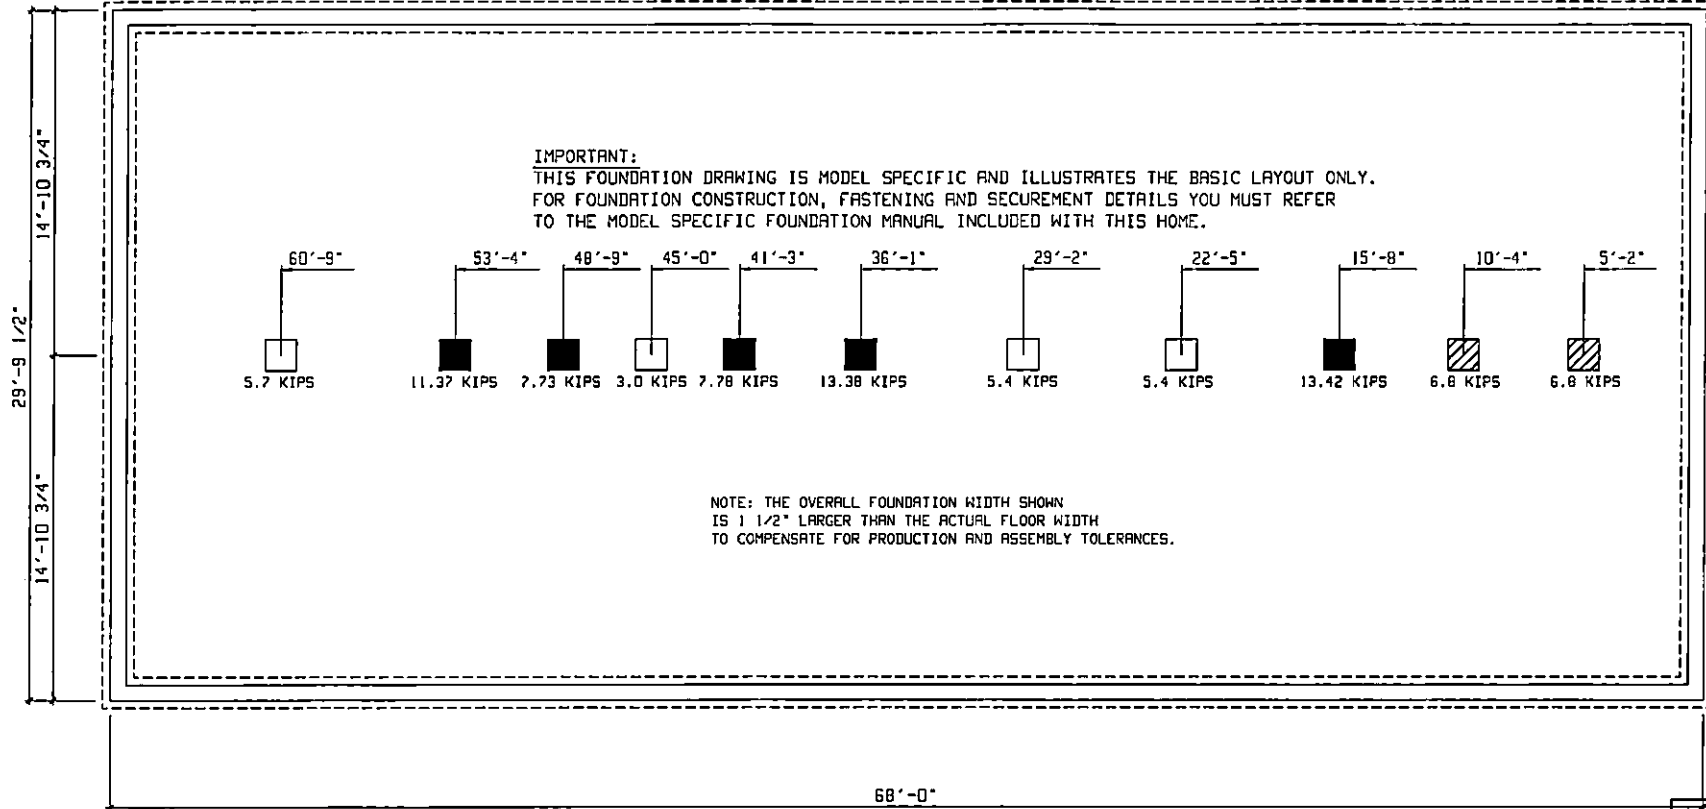 IMPORTANT:
THIS FOUNDATION DRAWING IS MODEL SPECIFIC AND ILLUSTRATES THE BASIC LAYOUT ONLY.
FOR FOUNDATION CONSTRUCTION, FASTENING AND SECUREMENT DETAILS YOU MUST REFER
TO THE MODEL SPECIFIC FOUNDATION MANUAL INCLUDED WITH THIS HOME.
60'-9" 53'-4" 48'-9" 45'-0" 41'-3" 36'-1" 29'-2" 22'-5" 15'-8" 10'-4" 5'-2"
5.7 KIPS 11.37 KIPS 7.73 KIPS 3.0 KIPS 7.78 KIPS 13.38 KIPS 5.4 KIPS 5.4 KIPS 13.42 KIPS 6.8 KIPS 6.8 KIPS
NOTE: THE OVERALL FOUNDATION WIDTH SHOWN
IS 1 1/2" LARGER THAN THE ACTUAL FLOOR WIDTH
TO COMPENSATE FOR PRODUCTION AND ASSEMBLY TOLERANCES.
14'-10 3/4"
29'-9 1/2"
14'-10 3/4"
68'-0"